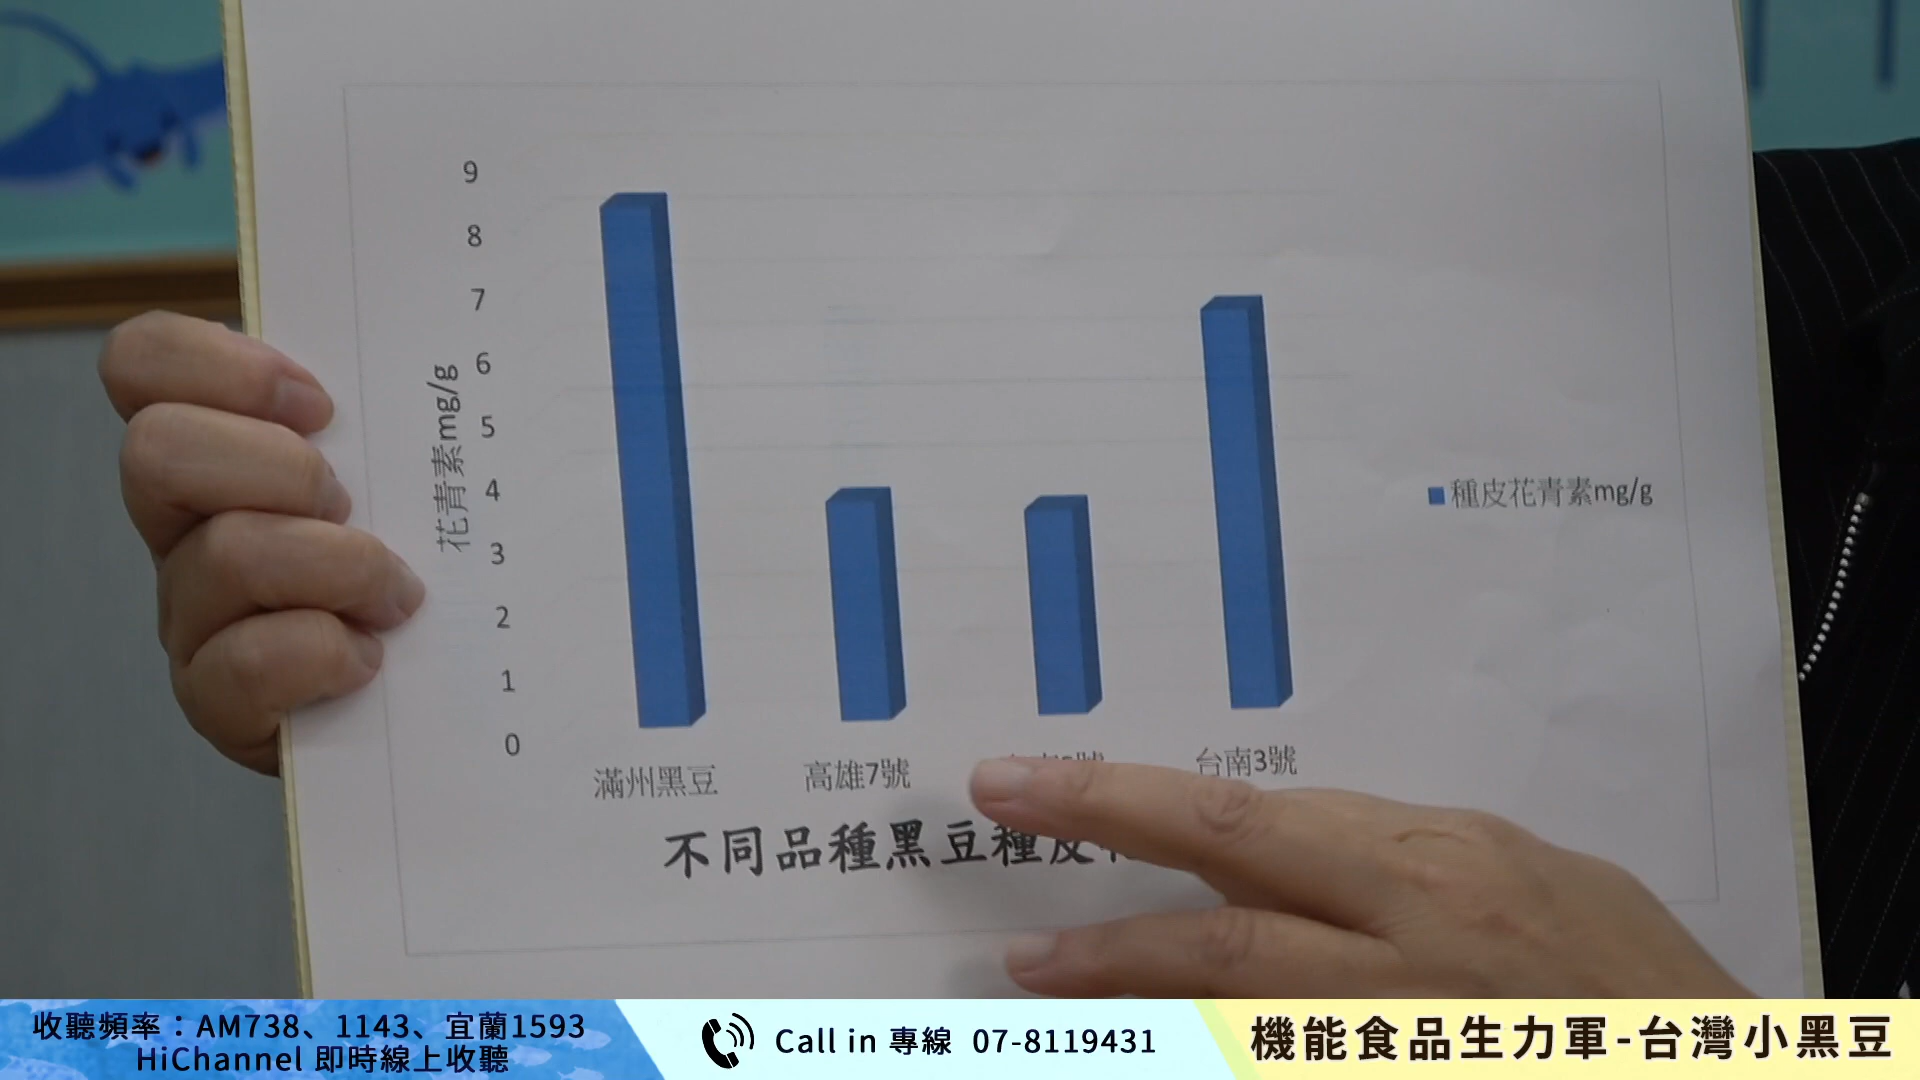 9
8
7
6
5
4
3
2
1
0
花青素mg/g
種皮花青素mg/g
滿州黑豆
高雄7號
台南3號
不同品種黑豆種皮
收聽頻率：AM738、1143、宜蘭1593
HiChannel 即時線上收聽
Call in 專線 07-8119431
機能食品生力軍-台灣小黑豆